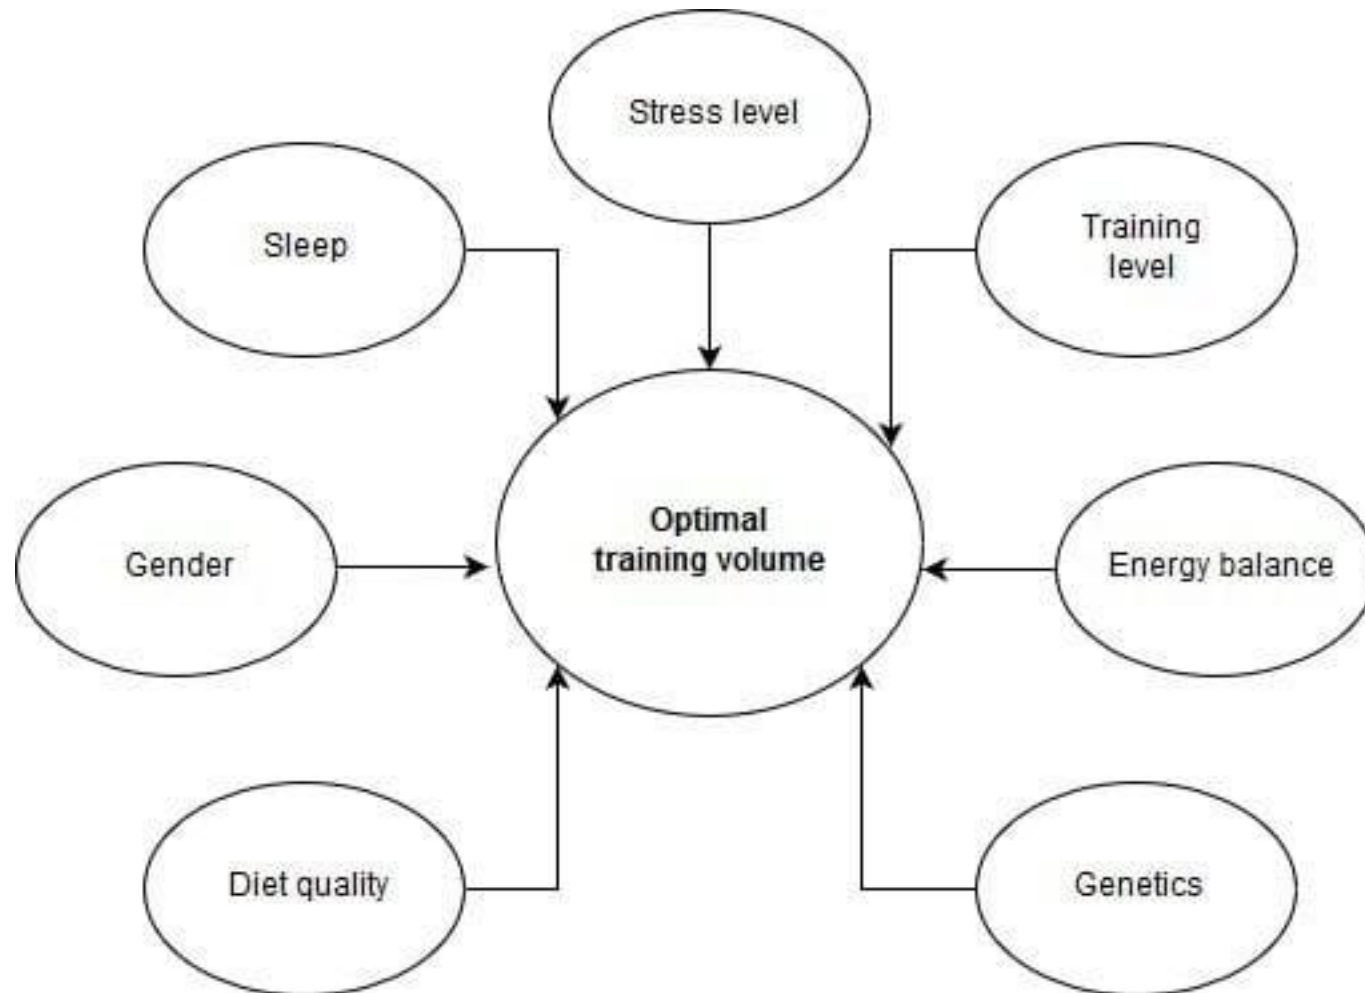 Stress level
Sleep
Training
level
Optimal
training volume
Gender
Energy balance
Diet quality
Genetics